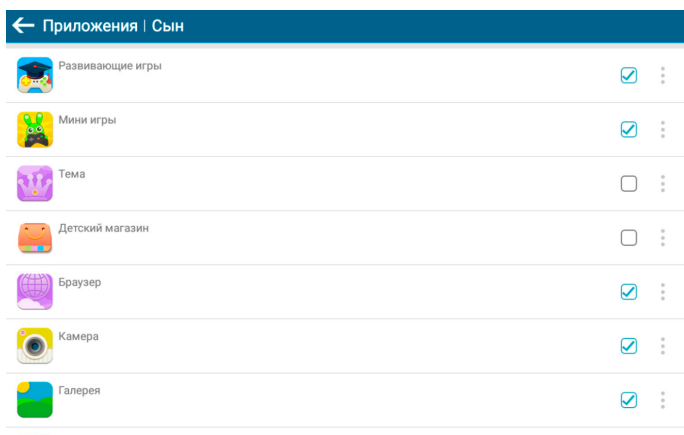 Приложения | Сын
Развивающие игры
Мини игры
Тема
Детский магазин
Браузер
Камера
Галерея